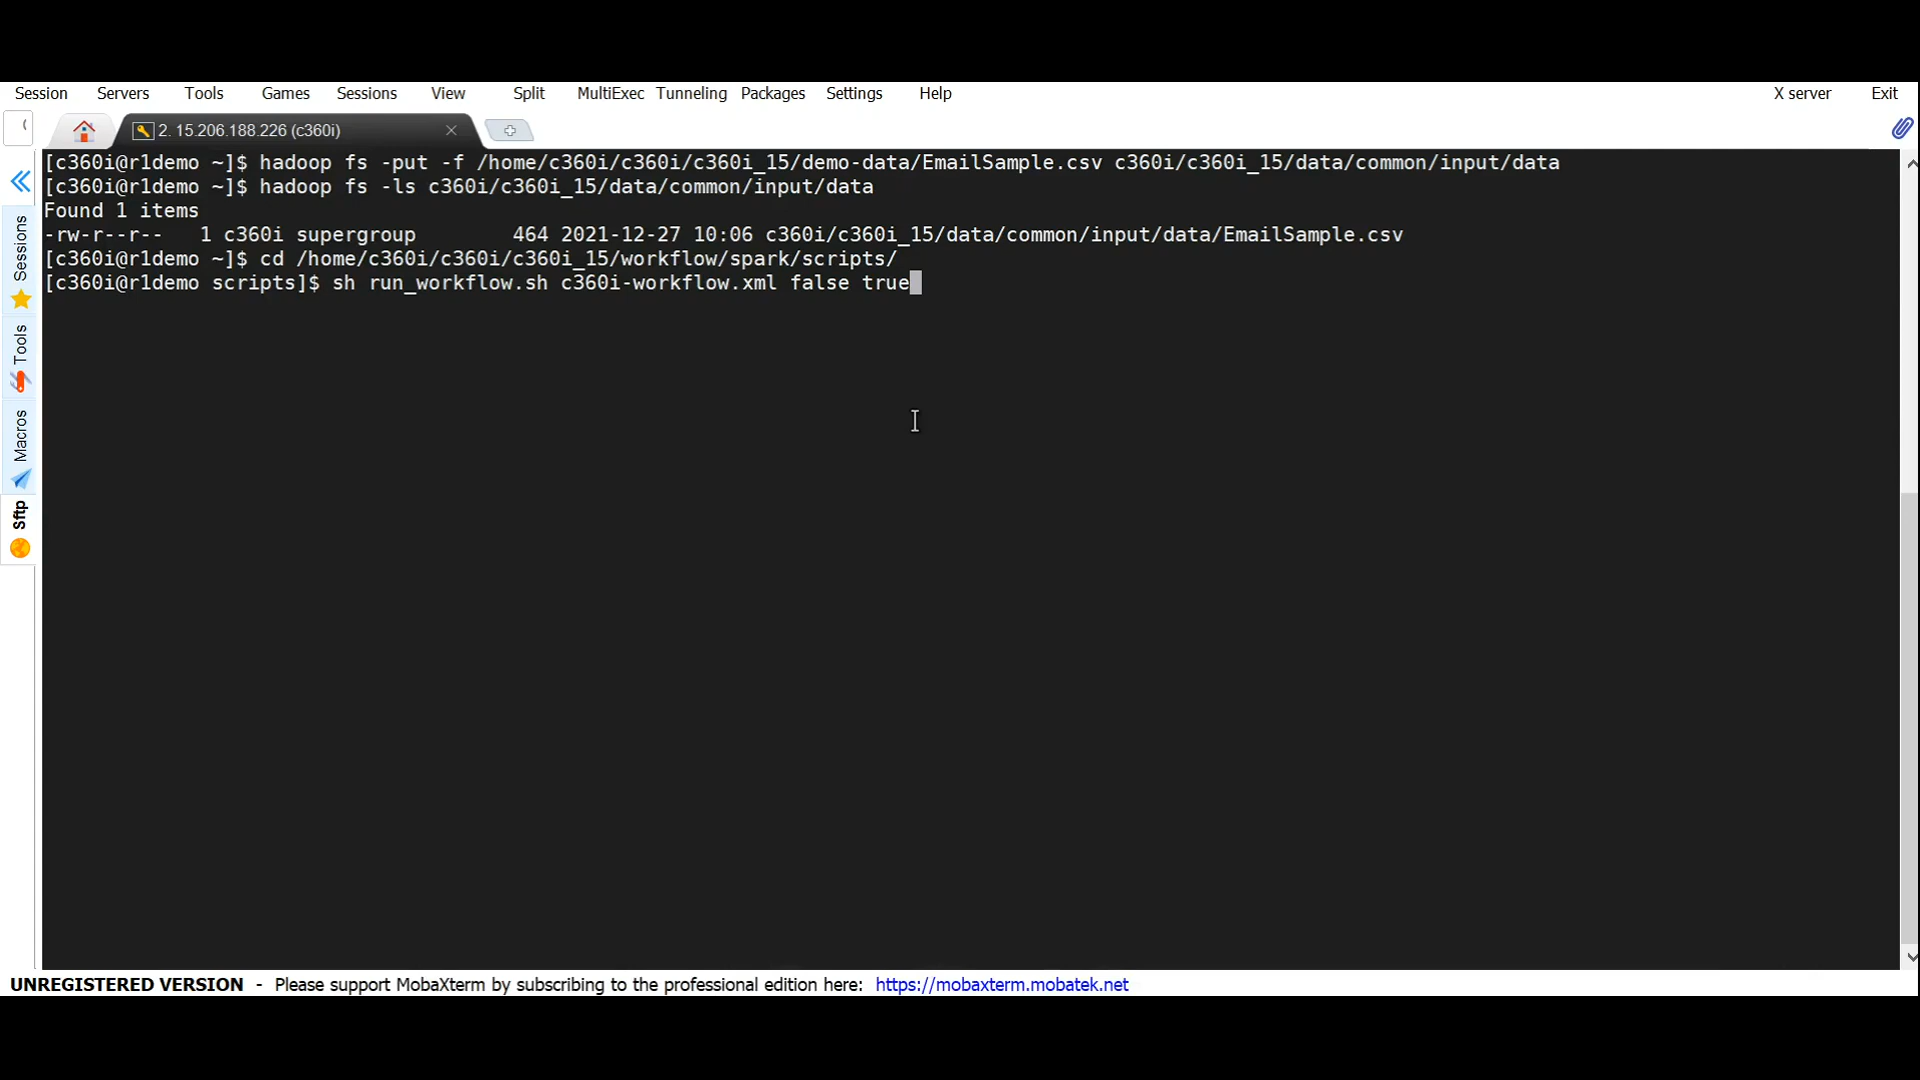 Session Servers Tools Games Sessions View Split MultiExec Tunneling Packages Settings Help X server Exit
2. 15.206.188.226 (c360i)
[c360i@r1demo ~]$ hadoop fs -put -f /home/c360i/c360i/c360i_15/demo-data/EmailSample.csv c360i/c360i_15/data/common/input/data
[c360i@r1demo ~]$ hadoop fs -ls c360i/c360i_15/data/common/input/data
Found 1 items
-rw-r--r--   1 c360i supergroup        464 2021-12-27 10:06 c360i/c360i_15/data/common/input/data/EmailSample.csv
[c360i@r1demo ~]$ cd /home/c360i/c360i/c360i_15/workflow/spark/scripts/
[c360i@r1demo scripts]$ sh run_workflow.sh c360i-workflow.xml false true
Sessions
Tools
Macros
Sftp
UNREGISTERED VERSION - Please support MobaXterm by subscribing to the professional edition here: https://mobaxterm.mobatek.net